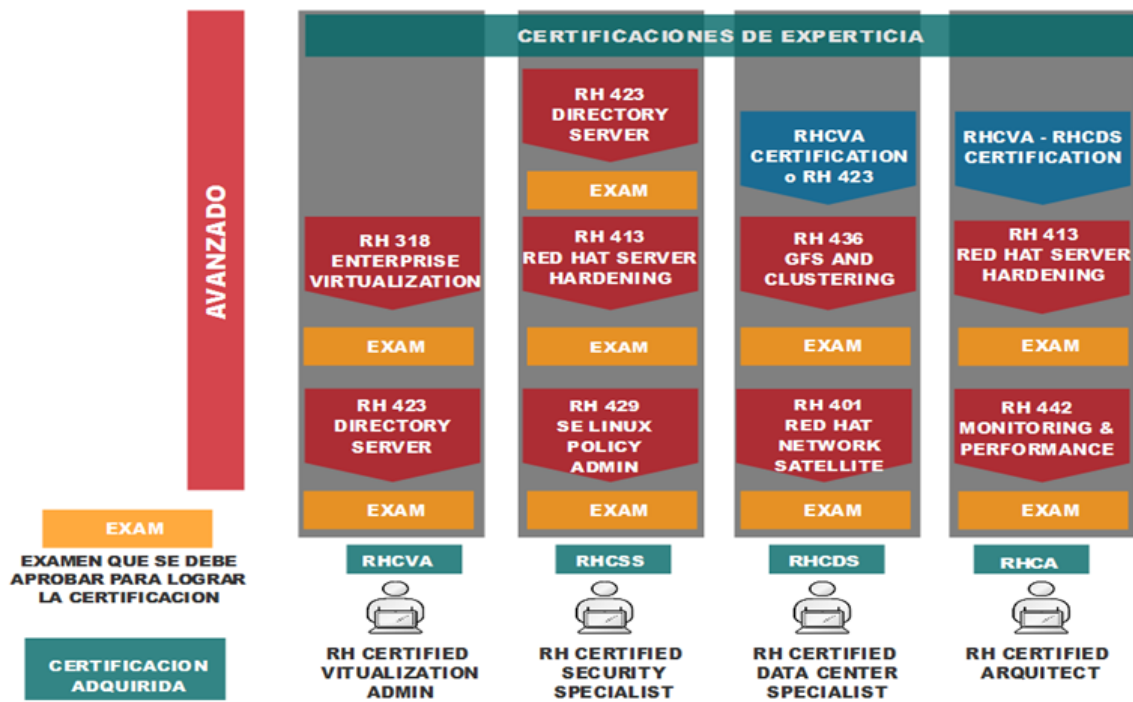 CERTIFICACIONES DE EXPERTICIA
AVANZADO
RH 318
ENTERPRISE
VIRTUALIZATION
EXAM
RH 423
DIRECTORY
SERVER
EXAM
RHCVA
RH CERTIFIED
VITUALIZATION
ADMIN
RH 423
DIRECTORY
SERVER
EXAM
RH 413
RED HAT SERVER
HARDENING
EXAM
RH 429
SE LINUX
POLICY
ADMIN
EXAM
RHCSS
RH CERTIFIED
SECURITY
SPECIALIST
RHCVA
CERTIFICATION
o RH 423
RH 436
GFS AND
CLUSTERING
EXAM
RH 401
RED HAT
NETWORK
SATELLITE
EXAM
RHCDS
RH CERTIFIED
DATA CENTER
SPECIALIST
RHCVA - RHCDS
CERTIFICATION
RH 413
RED HAT SERVER
HARDENING
EXAM
RH 442
MONITORING &
PERFORMANCE
EXAM
RHCA
RH CERTIFIED
ARQUITECT
EXAM
EXAMEN QUE SE DEBE
APROBAR PARA LOGRAR
LA CERTIFICACION
CERTIFICACION
ADQUIRIDA